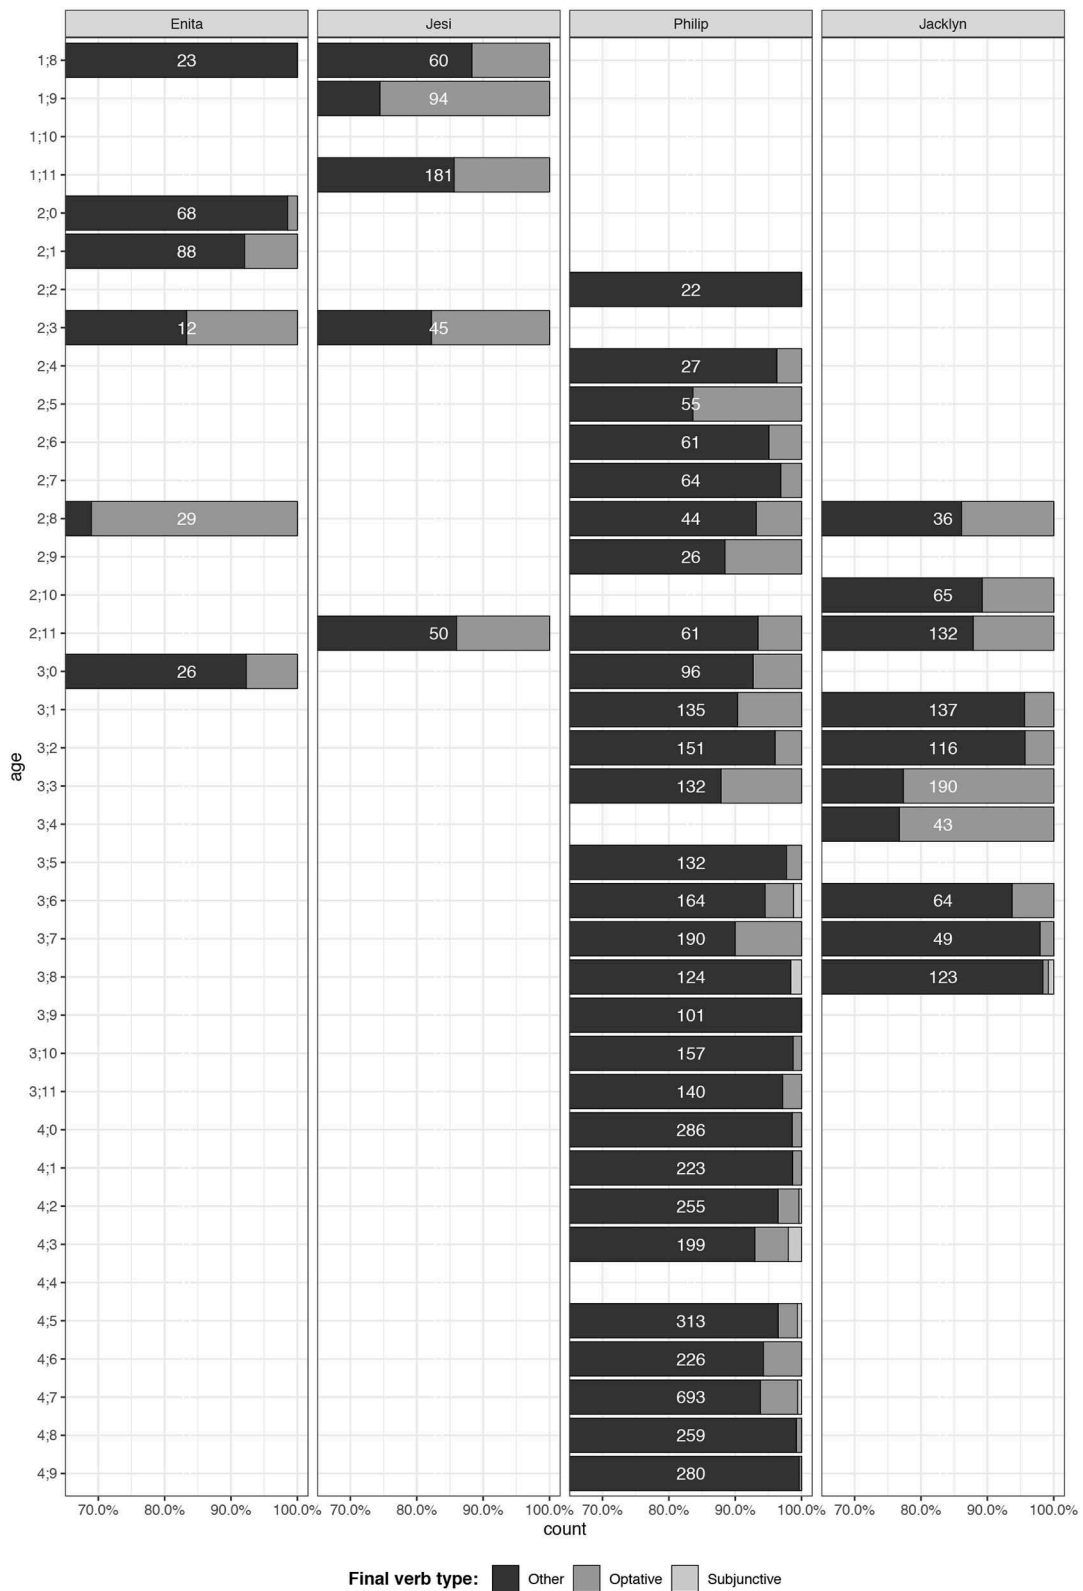 Enita Jesi Philip Jacklyn
1;8 23 60
1;9 94
1;10
1;11 181
2;0 68
2;1 88
2;2 22
2;3 12 45
2;4 27
2;5 55
2;6 61
2;7 64
2;8 29 44 36
2;9 26
2;10 65
2;11 50 61 132
3;0 26 96
3;1 135 137
3;2 151 116
3;3 132 190
3;4 43
3;5 132
3;6 164 64
3;7 190 49
3;8 124 123
3;9 101
3;10 157
3;11 140
4;0 286
4;1 223
4;2 255
4;3 199
4;4
4;5 313
4;6 226
4;7 693
4;8 259
4;9 280
age
70.0% 80.0% 90.0% 100.0% 70.0% 80.0% 90.0% 100.0% 70.0% 80.0% 90.0% 100.0% 70.0% 80.0% 90.0% 100.0%
count
Final verb type: Other Optative Subjunctive